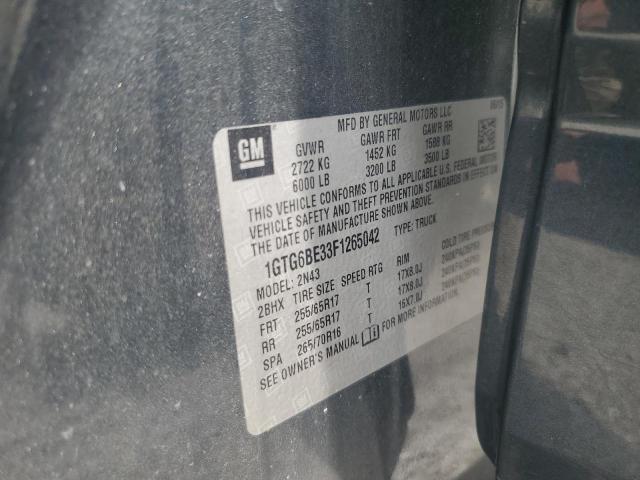 MFD BY GENERAL MOTORS LLC
GM
GVWR GAWR FRT GAWR RR
2722 KG 1452 KG 1588 KG
6000 LB 3200 LB 3500 LB
THIS VEHICLE CONFORMS TO ALL APPLICABLE U.S. FEDERAL MOTOR
VEHICLE SAFETY AND THEFT PREVENTION STANDARDS IN EFFECT ON
THE DATE OF MANUFACTURE SHOWN ABOVE.
1GTG6BE33F1265042 TYPE: TRUCK
MODEL: 2N43
2BHX TIRE SIZE SPEED RTG RIM COLD TIRE PRESSURE
FRT 255/65R17 T 17X8.0J
RR 255/65R17 T 17X8.0J
SPA 265/70R16 T 16X7.0J
SEE OWNER'S MANUAL FOR MORE INFORMATION.